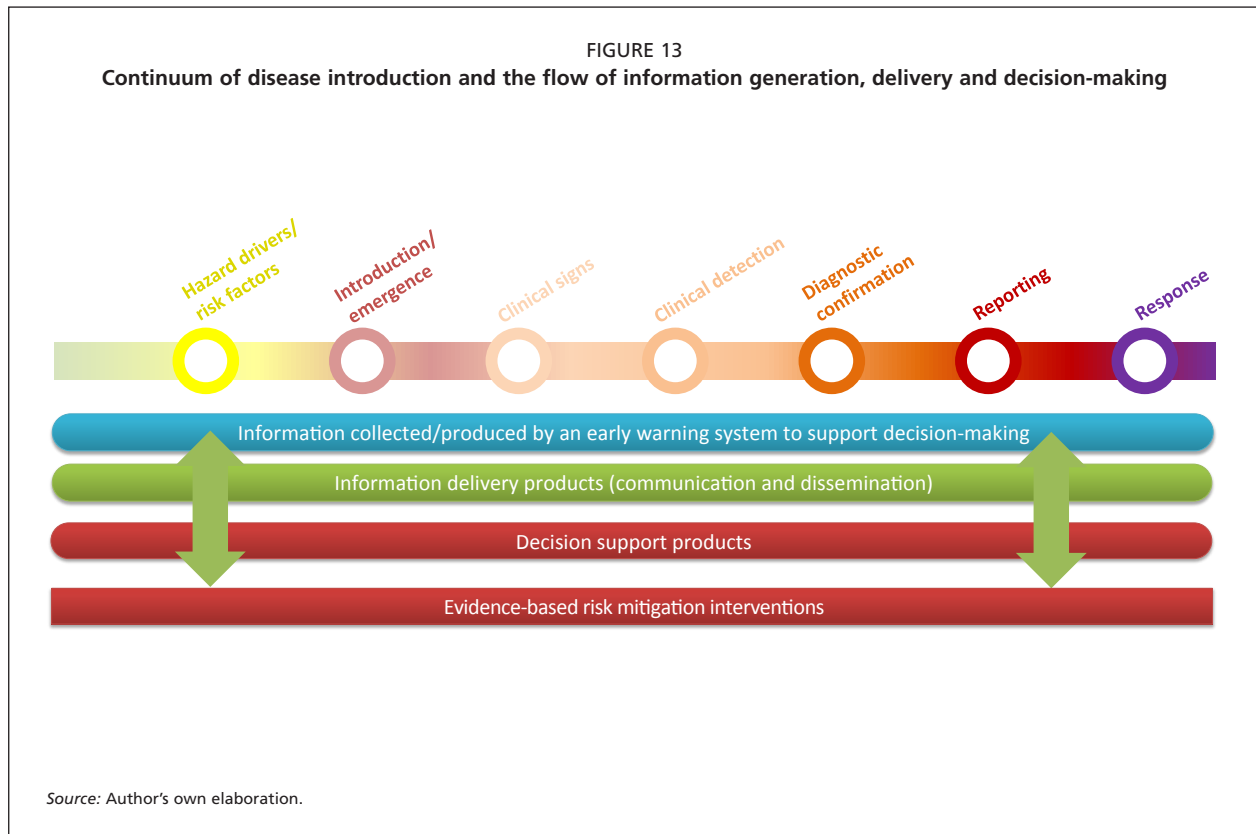 FIGURE 13
Continuum of disease introduction and the flow of information generation, delivery and decision-making
Hazard drivers/
risk factors
Introduction/
emergence
Clinical signs
Clinical detection
Diagnostic
confirmation
Reporting
Response
Information collected/produced by an early warning system to support decision-making
Information delivery products (communication and dissemination)
Decision support products
Evidence-based risk mitigation interventions
Source: Author's own elaboration.